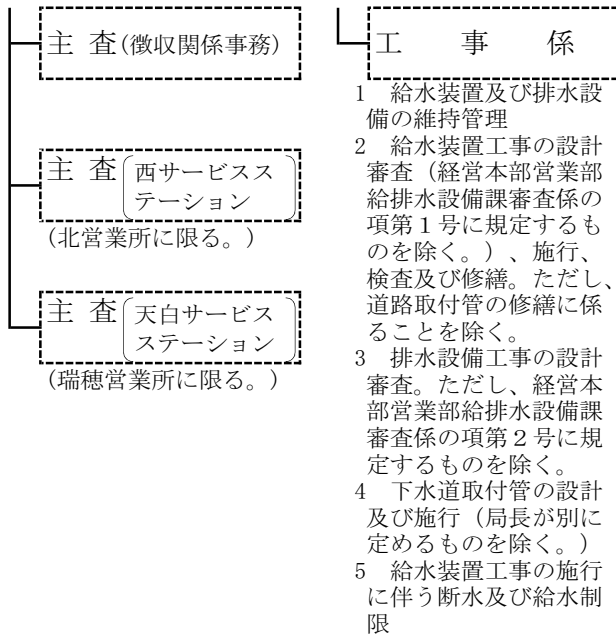 主 査(徴収関係事務)
主 査 西サービスス
テーション
(北営業所に限る。)
主 査 天白サービス
ステーション
(瑞穂営業所に限る。)
工 事 係
1 給水装置及び排水設
備の維持管理
2 給水装置工事の設計
審査（経営本部営業部
給排水設備課審査係の
項第１号に規定するも
のを除く。）、施行、
検査及び修繕。ただし、
道路取付管の修繕に係
ることを除く。
3 排水設備工事の設計
審査。ただし、経営本
部営業部給排水設備課
審査係の項第２号に規
定するものを除く。
4 下水道取付管の設計
及び施行（局長が別に
定めるものを除く。）
5 給水装置工事の施行
に伴う断水及び給水制
限